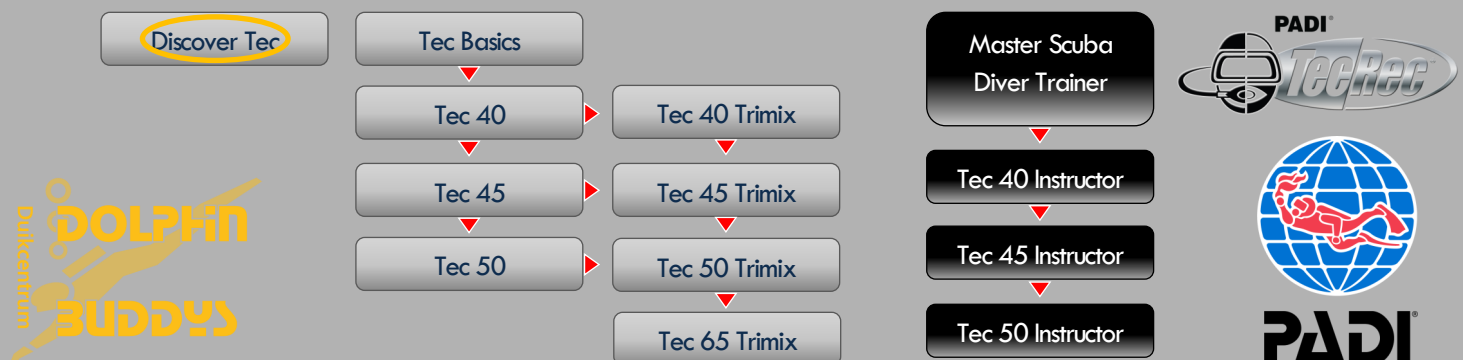 Discover Tec
Tec Basics
Tec 40
Tec 40 Trimix
Tec 45
Tec 45 Trimix
Tec 50
Tec 50 Trimix
Tec 65 Trimix
Master Scuba
Diver Trainer
Tec 40 Instructor
Tec 45 Instructor
Tec 50 Instructor
PADI®
TecRec™
PADI®
Duikcentrum
DOLPHIN
BUDDYS